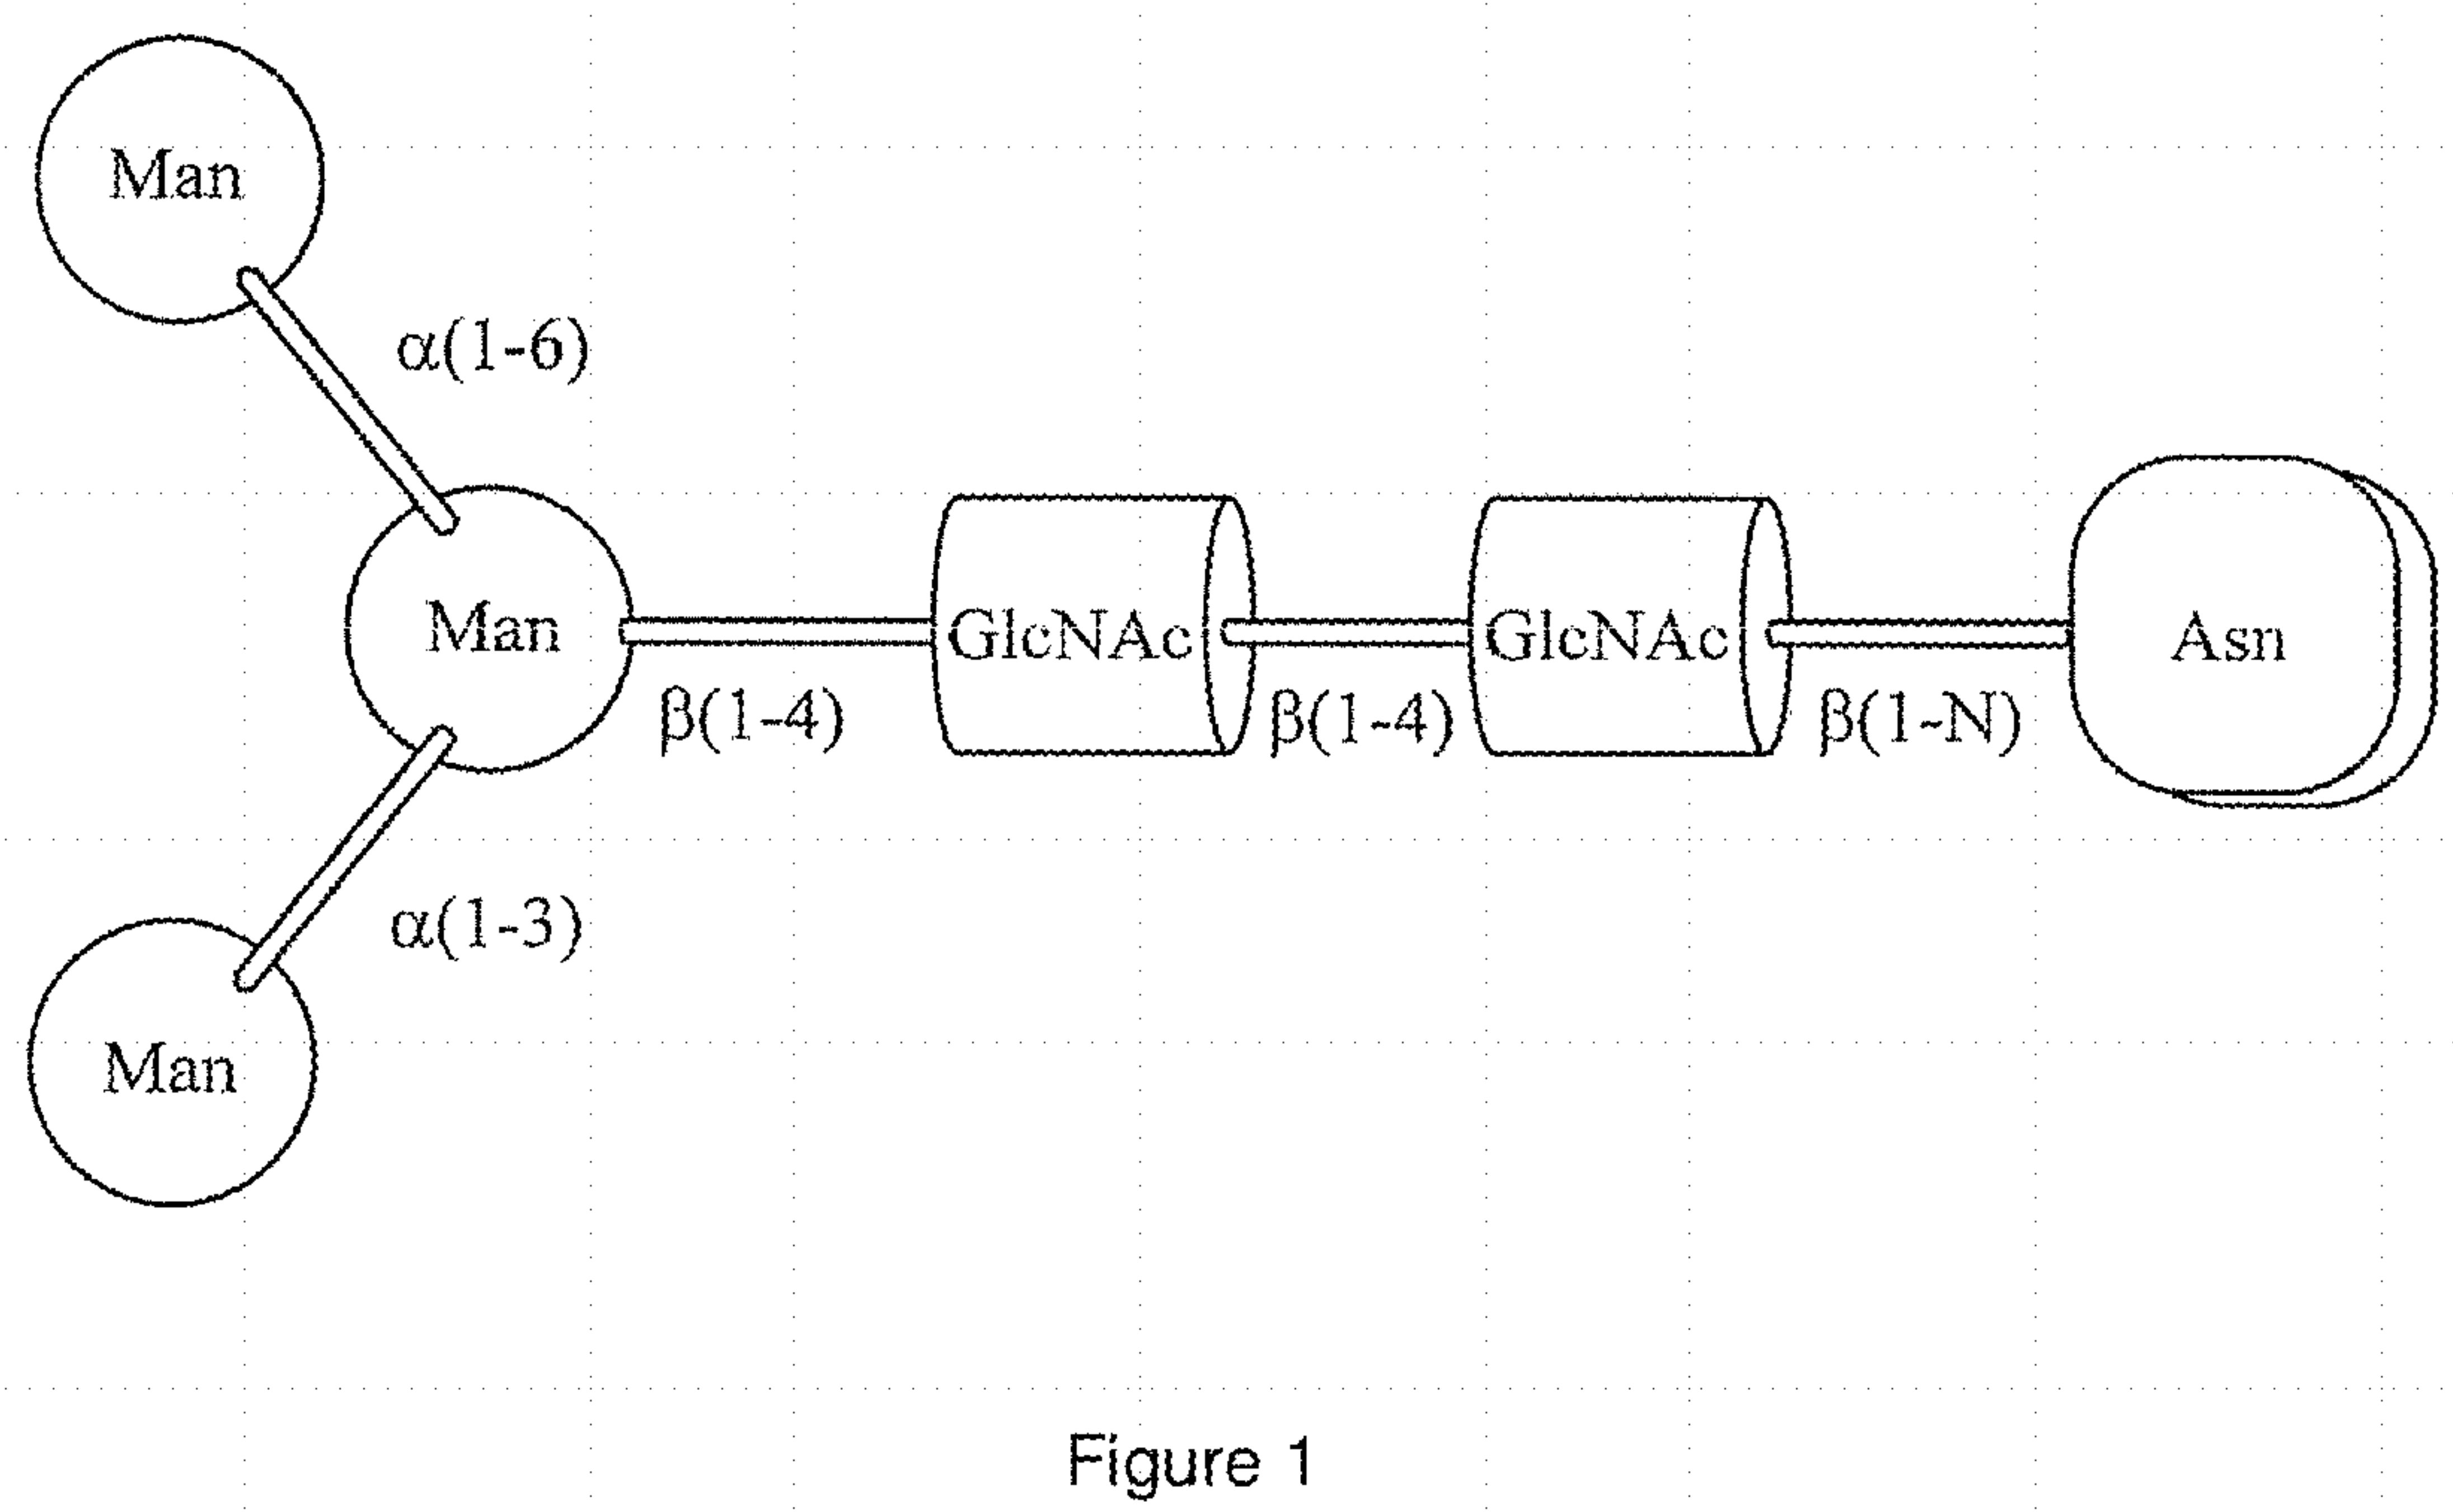 Man
α(1-6)
Man
GlcNAc
GlcNAc
Asn
β(1-4)
β(1-4)
β(1-N)
α(1-3)
Man
Figure 1